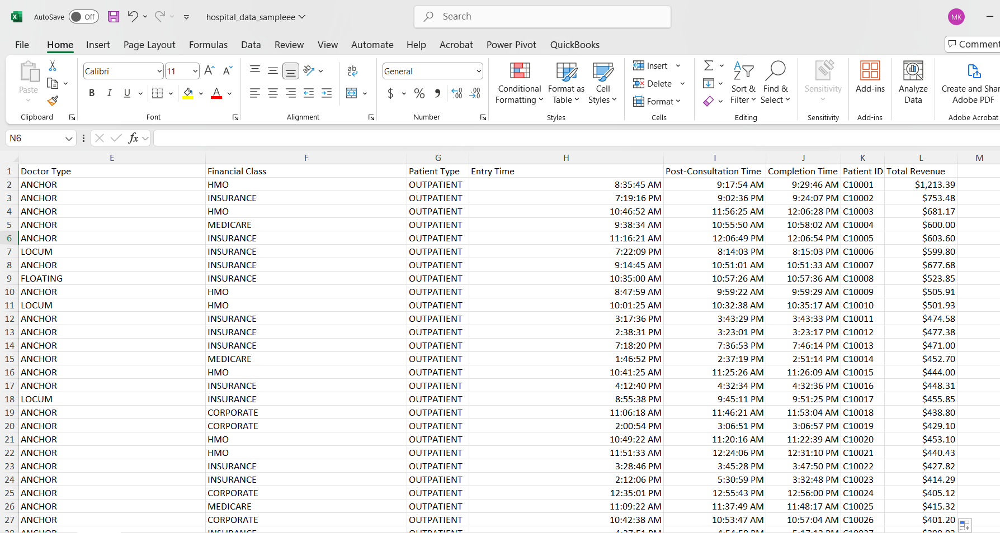 AutoSave Off hospital_data_sampleee Search MK
File Home Insert Page Layout Formulas Data Review View Automate Help Acrobat Power Pivot QuickBooks Comment
Paste Calibri 11 A^ A˅ ab General Conditional Formatting Format as Table Cell Styles Insert Delete Format Sort & Filter Find & Select Sensitivity Add-ins Analyze Data Create and Shar Adobe PDF
B I U A $ % 
Clipboard Font Alignment Number Styles Cells Editing Sensitivity Add-ins Adobe Acrobat
N6 fx
E F G H I J K L M
1 Doctor Type Financial Class Patient Type Entry Time Post-Consultation Time Completion Time Patient ID Total Revenue
2 ANCHOR HMO OUTPATIENT 8:35:45 AM 9:17:54 AM 9:29:46 AM C10001 $1,213.39
3 ANCHOR INSURANCE OUTPATIENT 7:19:16 PM 9:02:36 PM 9:24:07 PM C10002 $753.48
4 ANCHOR HMO OUTPATIENT 10:46:52 AM 11:56:25 AM 12:06:28 PM C10003 $681.17
5 ANCHOR MEDICARE OUTPATIENT 9:38:34 AM 10:55:50 AM 10:58:02 AM C10004 $600.00
6 ANCHOR INSURANCE OUTPATIENT 11:16:21 AM 12:06:49 PM 12:06:54 PM C10005 $603.60
7 LOCUM INSURANCE OUTPATIENT 7:22:09 PM 8:14:03 PM 8:15:03 PM C10006 $599.80
8 ANCHOR INSURANCE OUTPATIENT 9:14:45 AM 10:51:01 AM 10:51:33 AM C10007 $677.68
9 FLOATING INSURANCE OUTPATIENT 10:35:00 AM 10:57:26 AM 10:57:36 AM C10008 $523.85
10 ANCHOR HMO OUTPATIENT 8:47:59 AM 9:59:22 AM 9:59:29 AM C10009 $505.91
11 LOCUM HMO OUTPATIENT 10:01:25 AM 10:32:38 AM 10:35:17 AM C10010 $501.93
12 ANCHOR INSURANCE OUTPATIENT 3:17:36 PM 3:43:29 PM 3:43:33 PM C10011 $474.58
13 ANCHOR INSURANCE OUTPATIENT 2:38:31 PM 3:23:01 PM 3:23:17 PM C10012 $477.38
14 ANCHOR INSURANCE OUTPATIENT 7:18:20 PM 7:36:53 PM 7:46:14 PM C10013 $471.00
15 ANCHOR MEDICARE OUTPATIENT 1:46:52 PM 2:37:19 PM 2:51:14 PM C10014 $452.70
16 ANCHOR HMO OUTPATIENT 10:41:25 AM 11:25:26 AM 11:26:09 AM C10015 $444.00
17 ANCHOR INSURANCE OUTPATIENT 4:12:40 PM 4:32:34 PM 4:32:36 PM C10016 $448.31
18 LOCUM INSURANCE OUTPATIENT 8:55:38 PM 9:45:11 PM 9:51:25 PM C10017 $455.85
19 ANCHOR CORPORATE OUTPATIENT 11:06:18 AM 11:46:21 AM 11:53:04 AM C10018 $438.80
20 ANCHOR CORPORATE OUTPATIENT 2:00:54 PM 3:06:51 PM 3:06:57 PM C10019 $429.10
21 ANCHOR HMO OUTPATIENT 10:49:22 AM 11:20:16 AM 11:22:39 AM C10020 $453.10
22 ANCHOR HMO OUTPATIENT 11:51:33 AM 12:24:06 PM 12:31:10 PM C10021 $440.43
23 ANCHOR INSURANCE OUTPATIENT 3:28:46 PM 3:45:28 PM 3:47:50 PM C10022 $427.82
24 ANCHOR INSURANCE OUTPATIENT 2:12:06 PM 5:30:59 PM 3:32:48 PM C10023 $414.29
25 ANCHOR CORPORATE OUTPATIENT 12:35:01 PM 12:55:43 PM 12:56:00 PM C10024 $405.12
26 ANCHOR MEDICARE OUTPATIENT 11:09:22 AM 11:37:49 AM 11:48:17 AM C10025 $415.32
27 ANCHOR CORPORATE OUTPATIENT 10:42:38 AM 10:53:47 AM 10:57:04 AM C10026 $401.20